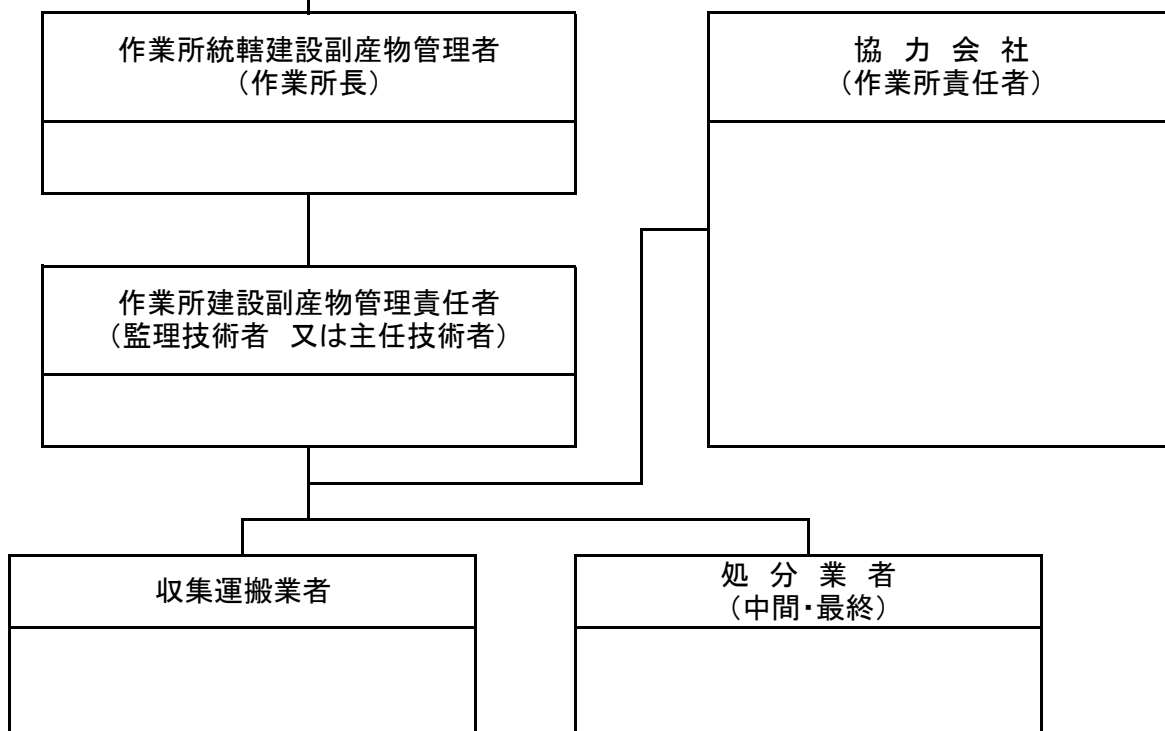 作業所統轄建設副産物管理者
（作業所長）
協　力　会　社
（作業所責任者）
作業所建設副産物管理責任者
（監理技術者　又は主任技術者）
収集運搬業者
処　分　業　者
（中間・最終）